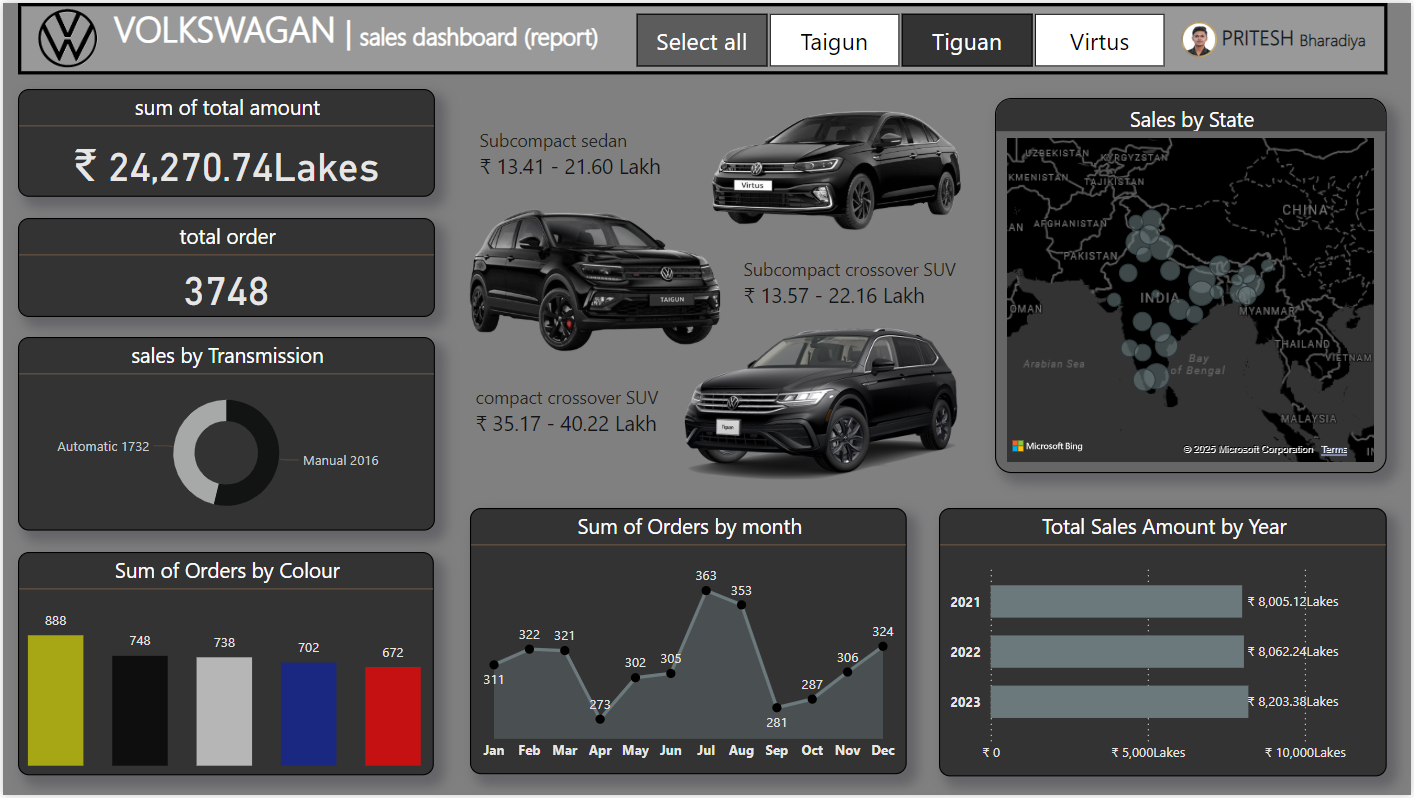 VOLKSWAGAN | sales dashboard (report)
Select all
Taigun
Tiguan
Virtus
PRITESH Bharadiya
sum of total amount
₹ 24,270.74Lakes
total order
3748
sales by Transmission
Automatic 1732
Manual 2016
Sum of Orders by Colour
888
748
738
702
672
Subcompact sedan
₹ 13.41 - 21.60 Lakh
Virtus
TAIGUN
Subcompact crossover SUV
₹ 13.57 - 22.16 Lakh
compact crossover SUV
₹ 35.17 - 40.22 Lakh
Tiguan
Sales by State
UZBEKISTAN
KYRGYZSTAN
KMENISTAN
TAJIKISTAN
CHINA
AFGHANISTAN
AN
PAKISTAN
INDIA
OMAN
MYANMAR
THAILAND
VIETNAM
Arabian Sea
Bay
of Bengal
MALAYSIA
Microsoft Bing
© 2025 Microsoft Corporation
Terms
Sum of Orders by month
311
322
321
273
302
305
363
353
281
287
306
324
Jan Feb Mar Apr May Jun Jul Aug Sep Oct Nov Dec
Total Sales Amount by Year
2021
₹ 8,005.12Lakes
2022
₹ 8,062.24Lakes
2023
₹ 8,203.38Lakes
₹ 0
₹ 5,000Lakes
₹ 10,000Lakes